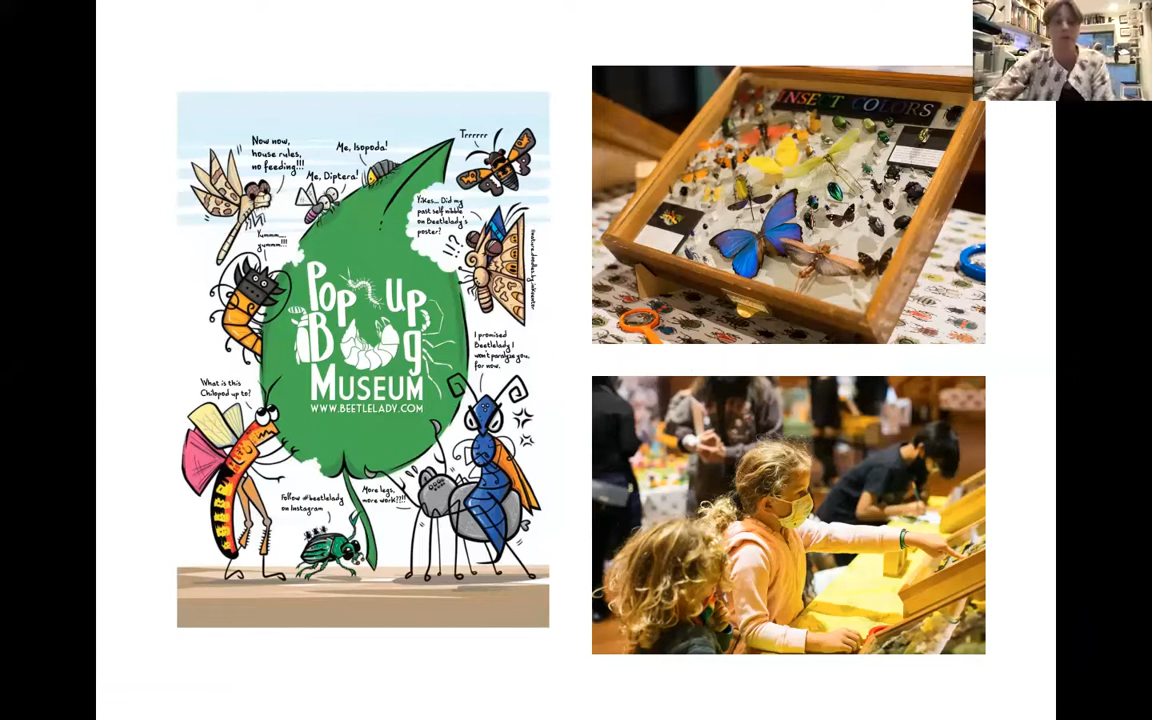 Now now,
house rules,
no feeding!!!
Me, Isopoda!
Me, Diptera!
Trrrrrr
Yikes... Did my
past self nibble
on Beetlelady's
poster?
!!?
Yummm....
yummm!!!
Pop up
Bug
Museum
www.beetlelady.com
I promised
Beetlelady I
won't paralyze you,
for now.
What is this
Chilopod up to?
Follow #beetlelady
on Instagram
More legs,
more work??!!
INSECT COLORS